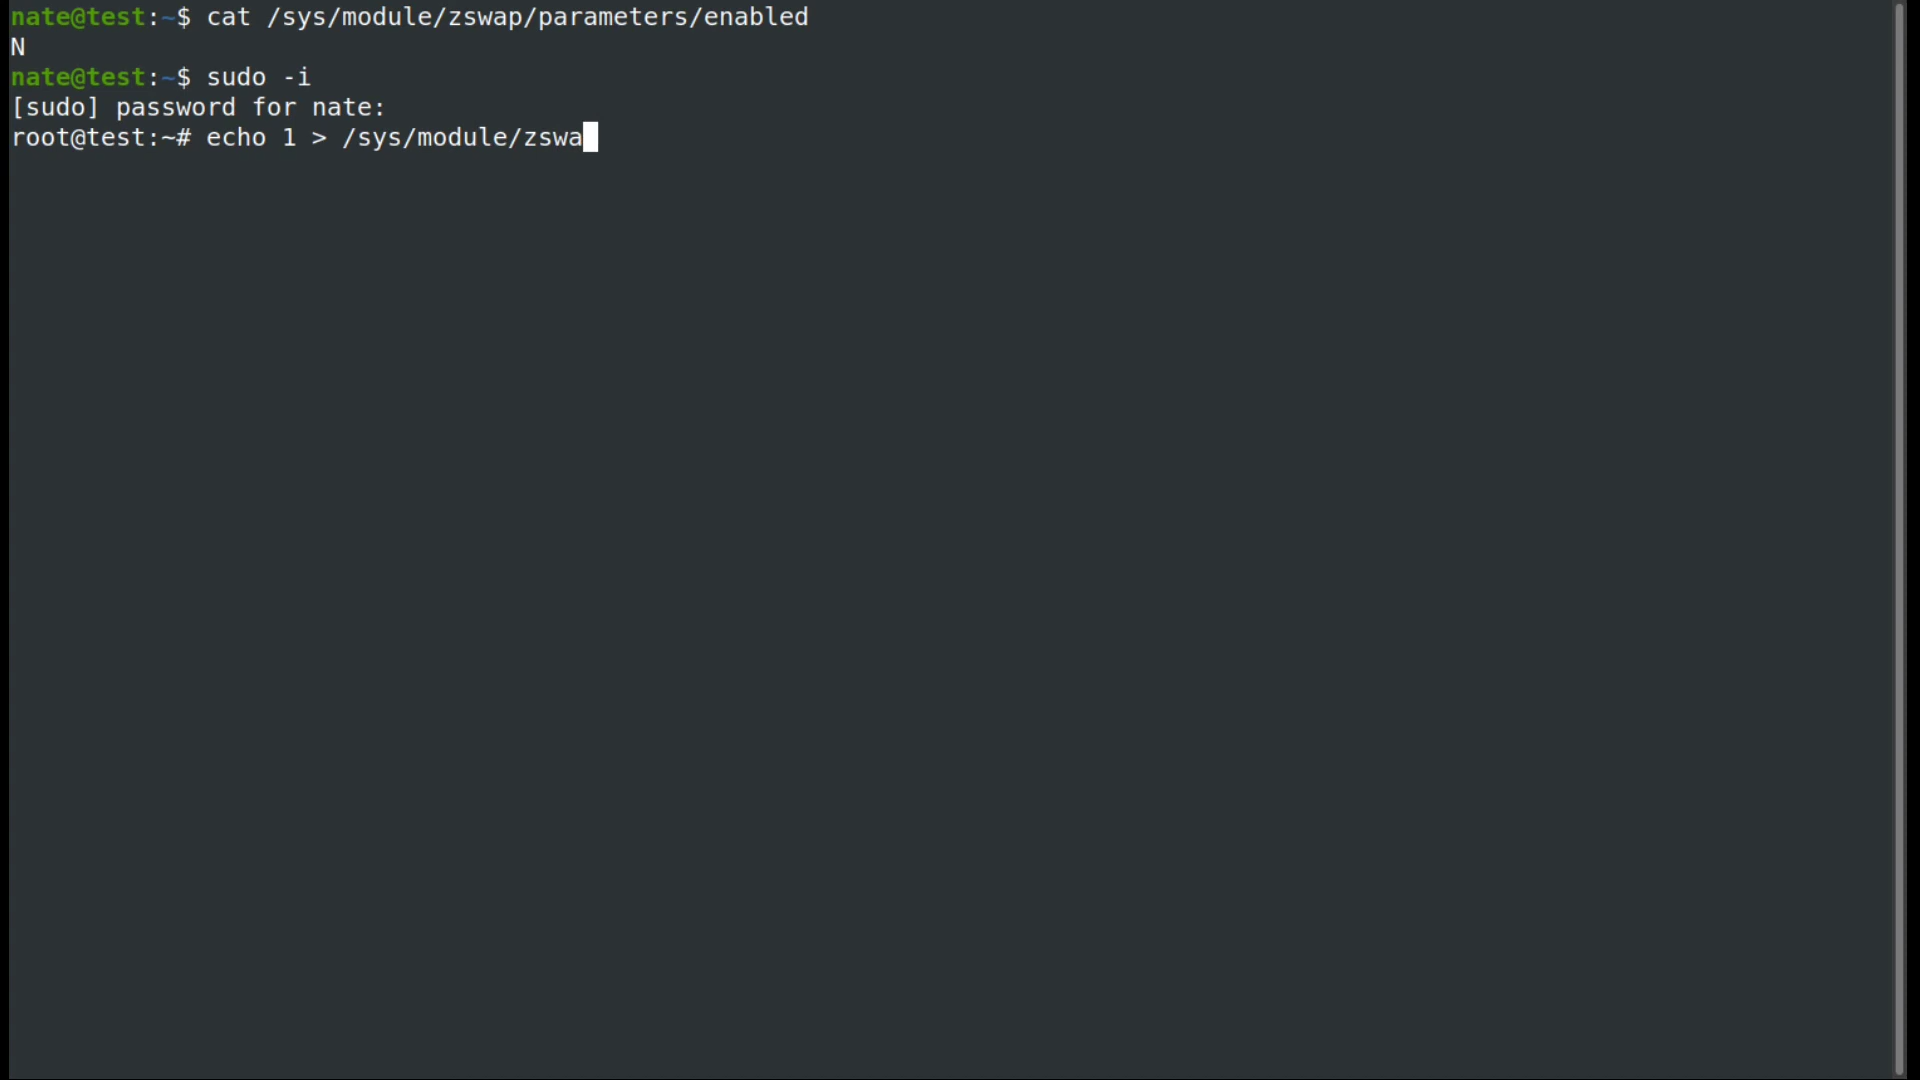 nate@test:~$ cat /sys/module/zswap/parameters/enabled
N
nate@test:~$ sudo -i
[sudo] password for nate:
root@test:~# echo 1 > /sys/module/zswa